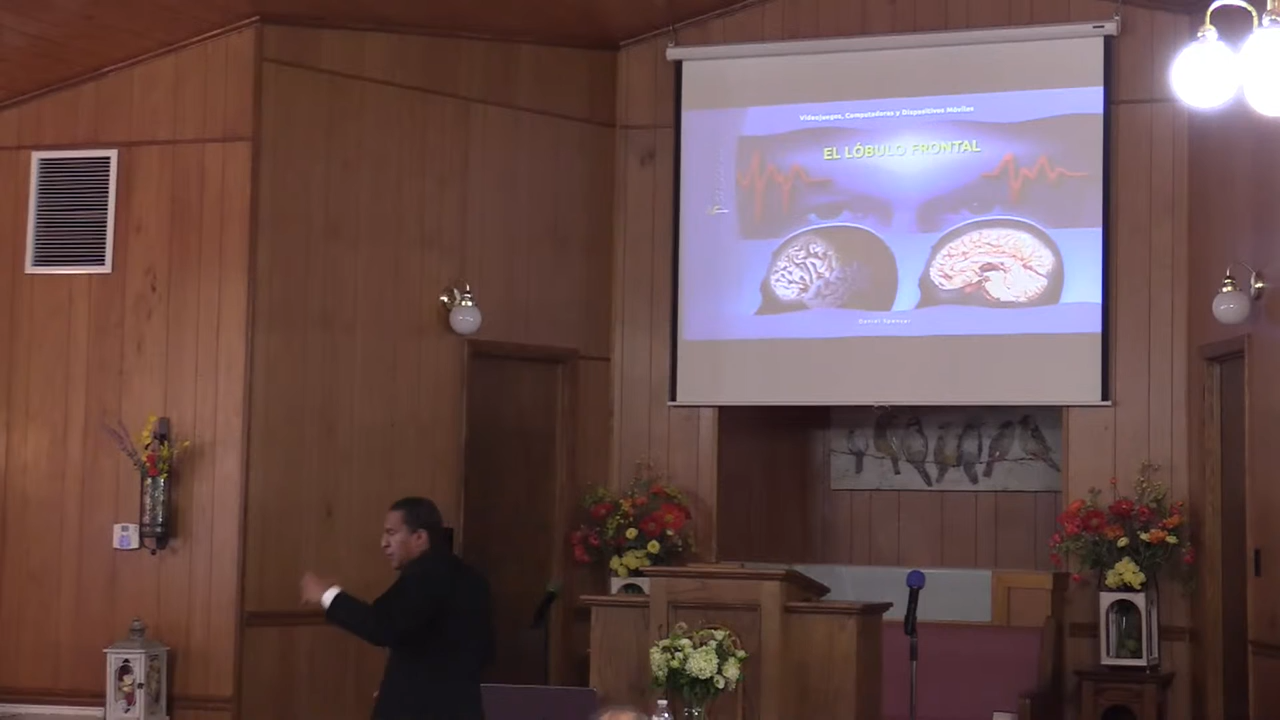 Videojuegos, Computadoras y Dispositivos Móviles
EL LÓBULO FRONTAL
Daniel Spencer